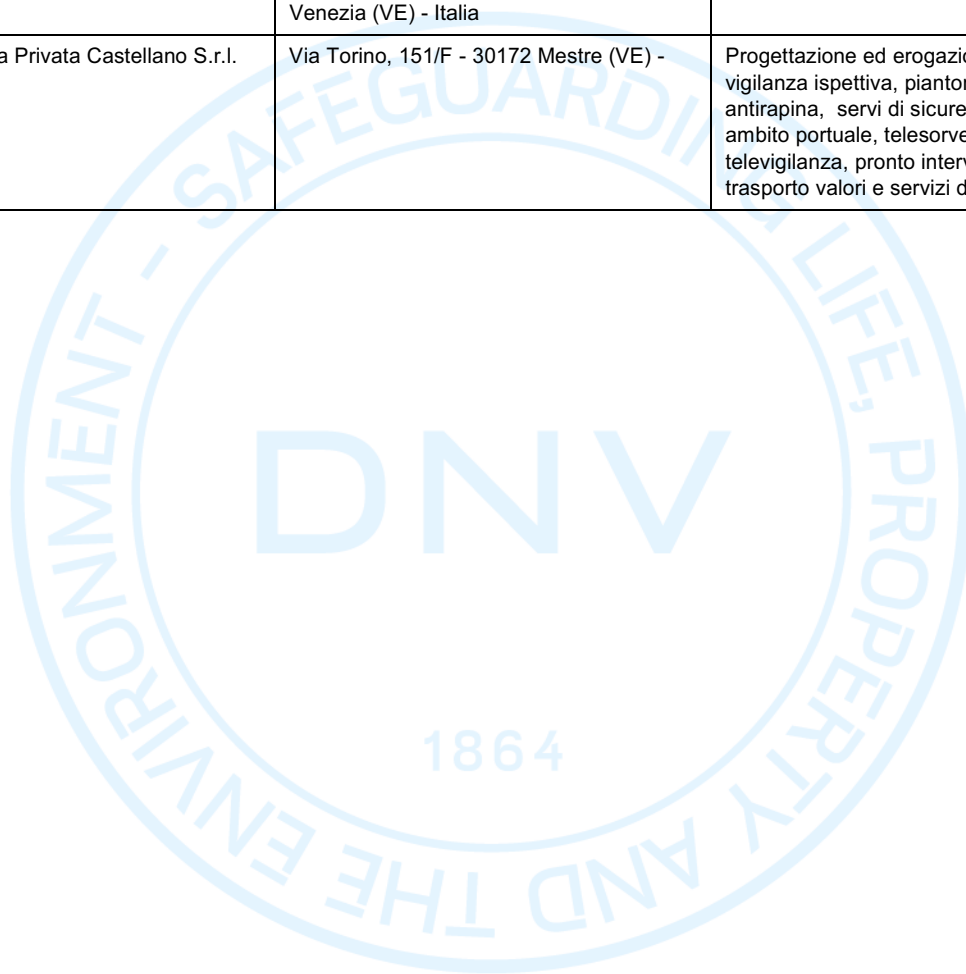 Venezia (VE) - Italia
a Privata Castellano S.r.l.
Via Torino, 151/F - 30172 Mestre (VE) -
Progettazione ed erogazio
vigilanza ispettiva, pianton
antirapina, servi di sicure
ambito portuale, telesorve
televigilanza, pronto interv
trasporto valori e servizi d
SAFEGUARDING LIFE, PROPERTY AND THE ENVIRONMENT -
DNV
1864